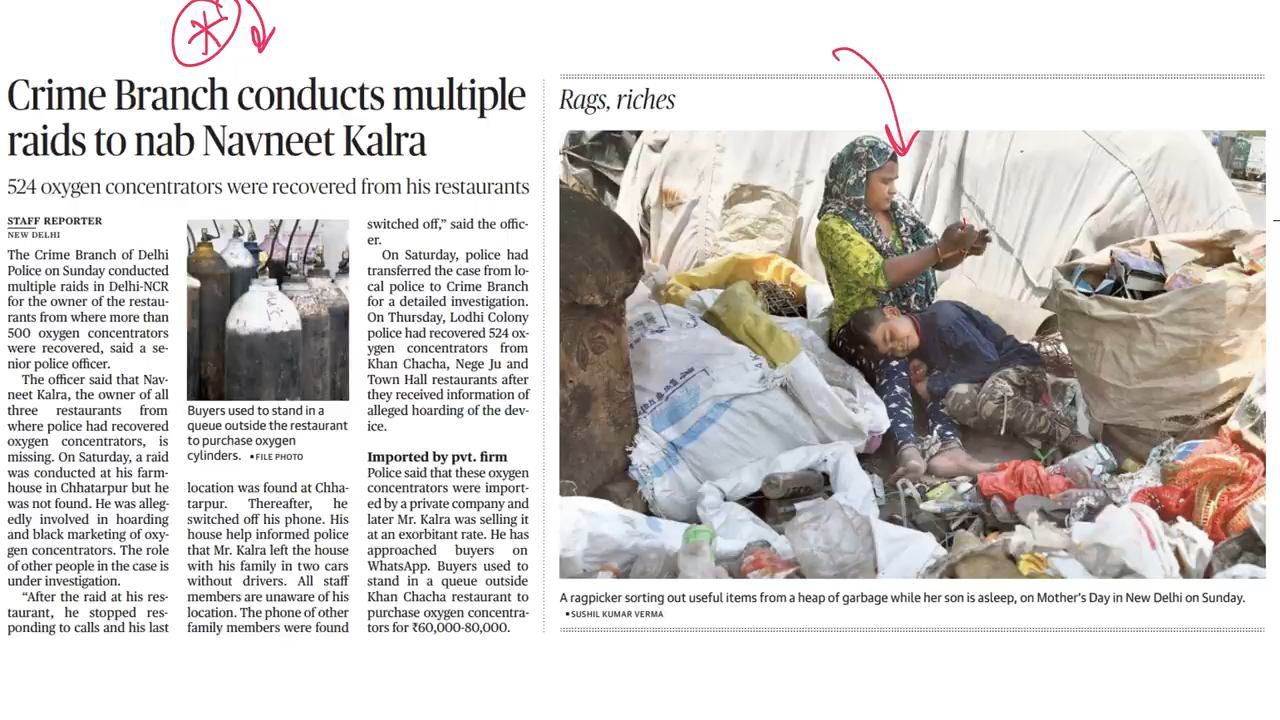 Crime Branch conducts multiple
raids to nab Navneet Kalra
524 oxygen concentrators were recovered from his restaurants
STAFF REPORTER
NEW DELHI
The Crime Branch of Delhi
Police on Sunday conducted
multiple raids in Delhi-NCR
for the owner of the restau-
rants from where more than
500 oxygen concentrators
were recovered, said a se-
nior police officer.
The officer said that Nav-
neet Kalra, the owner of all
three restaurants from
where police had recovered
oxygen concentrators, is
missing. On Saturday, a raid
was conducted at his farm-
house in Chhatarpur but he
was not found. He was alleg-
edly involved in hoarding
and black marketing of oxy-
gen concentrators. The role
of other people in the case is
under investigation.
“After the raid at his res-
taurant, he stopped res-
ponding to calls and his last
Buyers used to stand in a
queue outside the restaurant
to purchase oxygen
cylinders. ▪ FILE PHOTO
location was found at Chha-
tarpur. Thereafter, he
switched off his phone. His
house help informed police
that Mr. Kalra left the house
with his family in two cars
without drivers. All staff
members are unaware of his
location. The phone of other
family members were found
switched off,” said the offic-
er.
On Saturday, police had
transferred the case from lo-
cal police to Crime Branch
for a detailed investigation.
On Thursday, Lodhi Colony
police had recovered 524 ox-
ygen concentrators from
Khan Chacha, Nege Ju and
Town Hall restaurants after
they received information of
alleged hoarding of the dev-
ice.
Imported by pvt. firm
Police said that these oxygen
concentrators were import-
ed by a private company and
later Mr. Kalra was selling it
at an exorbitant rate. He has
approached buyers on
WhatsApp. Buyers used to
stand in a queue outside
Khan Chacha restaurant to
purchase oxygen concentra-
tors for ₹60,000-80,000.
Rags, riches
A ragpicker sorting out useful items from a heap of garbage while her son is asleep, on Mother’s Day in New Delhi on Sunday.
▪ SUSHIL KUMAR VERMA